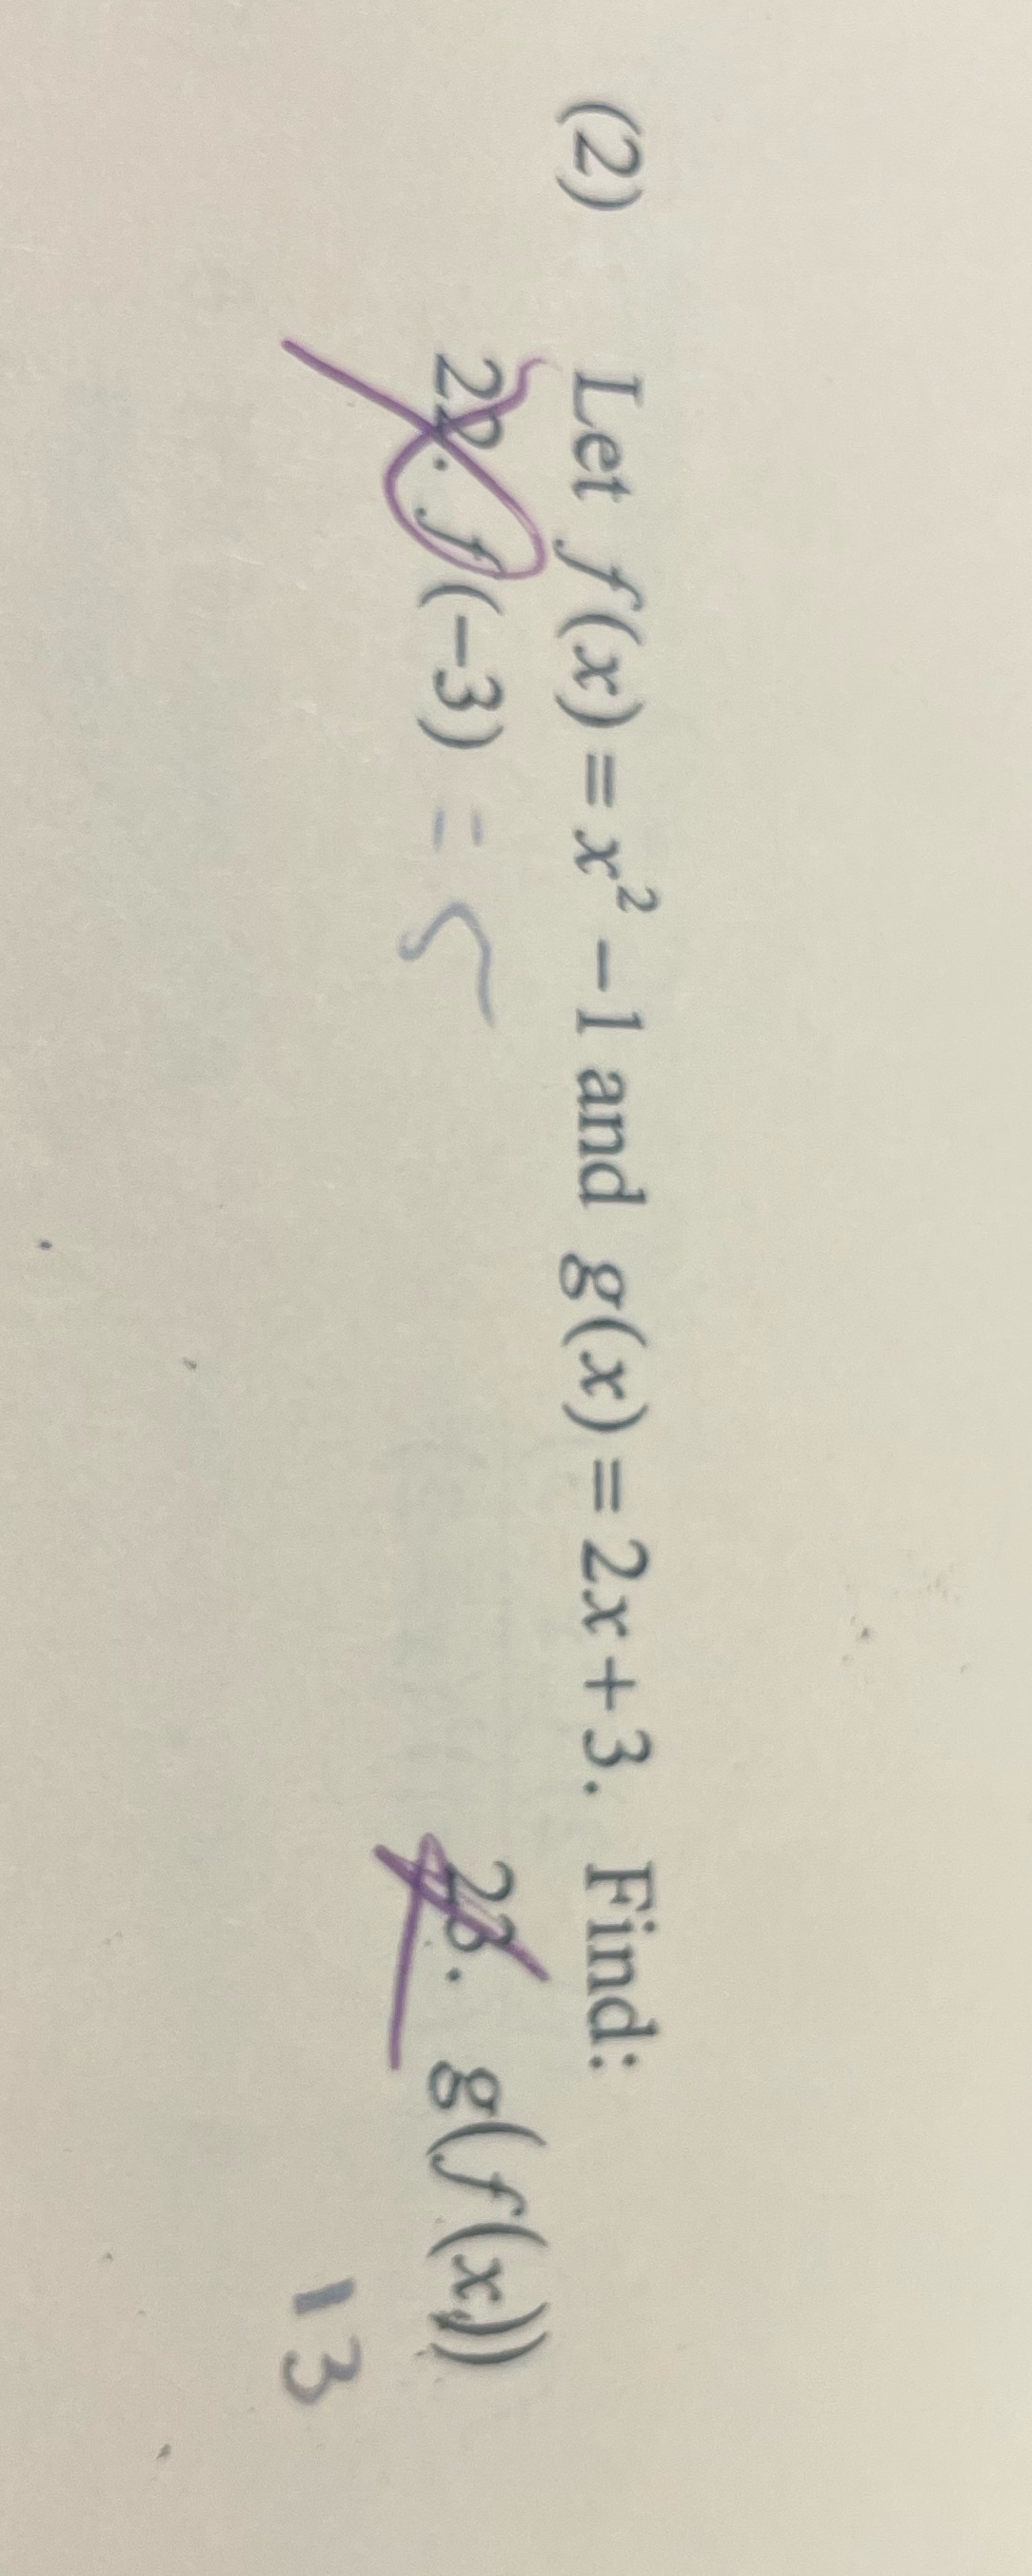 (2) Let f(x) = x² − 1 and g(x) = 2x + 3. Find:
22. f(−3) = 5 23. g(f(x))
13